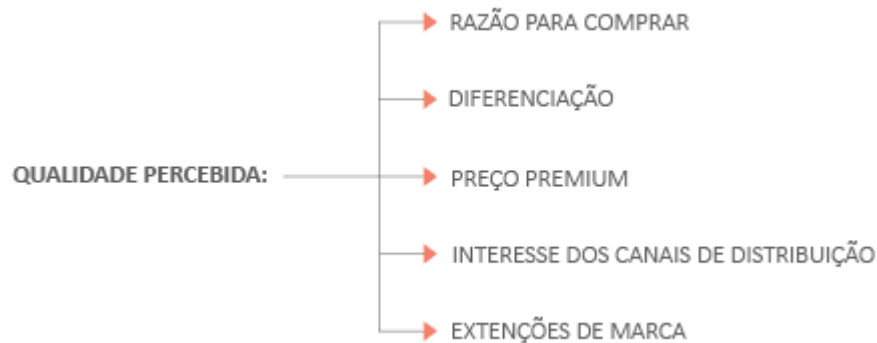 RAZÃO PARA COMPRAR
DIFERENCIAÇÃO
QUALIDADE PERCEBIDA:
PREÇO PREMIUM
INTERESSE DOS CANAIS DE DISTRIBUIÇÃO
EXTENÇÕES DE MARCA